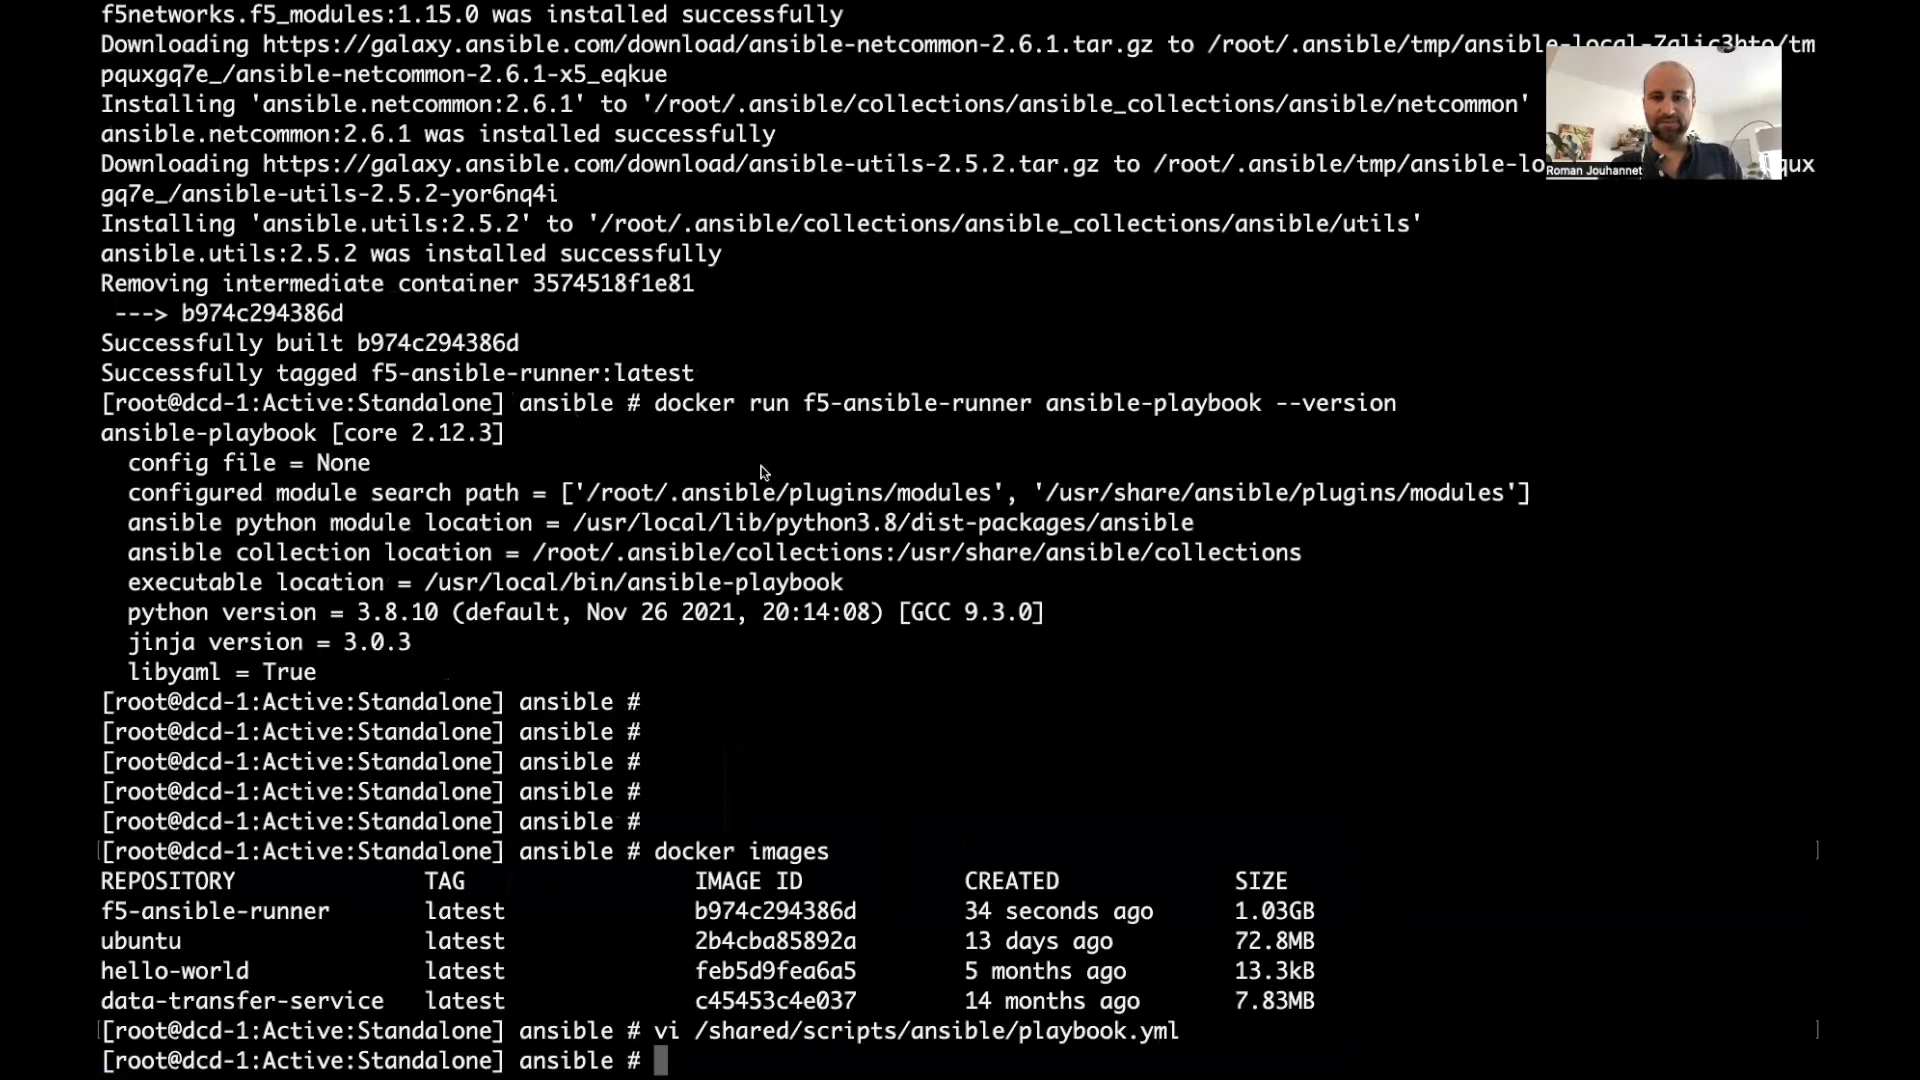 f5networks.f5_modules:1.15.0 was installed successfully
Downloading https://galaxy.ansible.com/download/ansible-netcommon-2.6.1.tar.gz to /root/.ansible/tmp/ansible-local-7alic3hto/tm
pquxgq7e_/ansible-netcommon-2.6.1-x5_eqkue
Installing 'ansible.netcommon:2.6.1' to '/root/.ansible/collections/ansible_collections/ansible/netcommon'
ansible.netcommon:2.6.1 was installed successfully
Downloading https://galaxy.ansible.com/download/ansible-utils-2.5.2.tar.gz to /root/.ansible/tmp/ansible-lo qux
Roman Jouhannet
gq7e_/ansible-utils-2.5.2-yor6nq4i
Installing 'ansible.utils:2.5.2' to '/root/.ansible/collections/ansible_collections/ansible/utils'
ansible.utils:2.5.2 was installed successfully
Removing intermediate container 3574518f1e81
---> b974c294386d
Successfully built b974c294386d
Successfully tagged f5-ansible-runner:latest
[root@dcd-1:Active:Standalone] ansible # docker run f5-ansible-runner ansible-playbook --version
ansible-playbook [core 2.12.3]
config file = None
configured module search path = ['/root/.ansible/plugins/modules', '/usr/share/ansible/plugins/modules']
ansible python module location = /usr/local/lib/python3.8/dist-packages/ansible
ansible collection location = /root/.ansible/collections:/usr/share/ansible/collections
executable location = /usr/local/bin/ansible-playbook
python version = 3.8.10 (default, Nov 26 2021, 20:14:08) [GCC 9.3.0]
jinja version = 3.0.3
libyaml = True
[root@dcd-1:Active:Standalone] ansible #
[root@dcd-1:Active:Standalone] ansible #
[root@dcd-1:Active:Standalone] ansible #
[root@dcd-1:Active:Standalone] ansible #
[root@dcd-1:Active:Standalone] ansible #
[[root@dcd-1:Active:Standalone] ansible # docker images ]
REPOSITORY TAG IMAGE ID CREATED SIZE
f5-ansible-runner latest b974c294386d 34 seconds ago 1.03GB
ubuntu latest 2b4cba85892a 13 days ago 72.8MB
hello-world latest feb5d9fea6a5 5 months ago 13.3kB
data-transfer-service latest c45453c4e037 14 months ago 7.83MB
[[root@dcd-1:Active:Standalone] ansible # vi /shared/scripts/ansible/playbook.yml ]
[root@dcd-1:Active:Standalone] ansible #